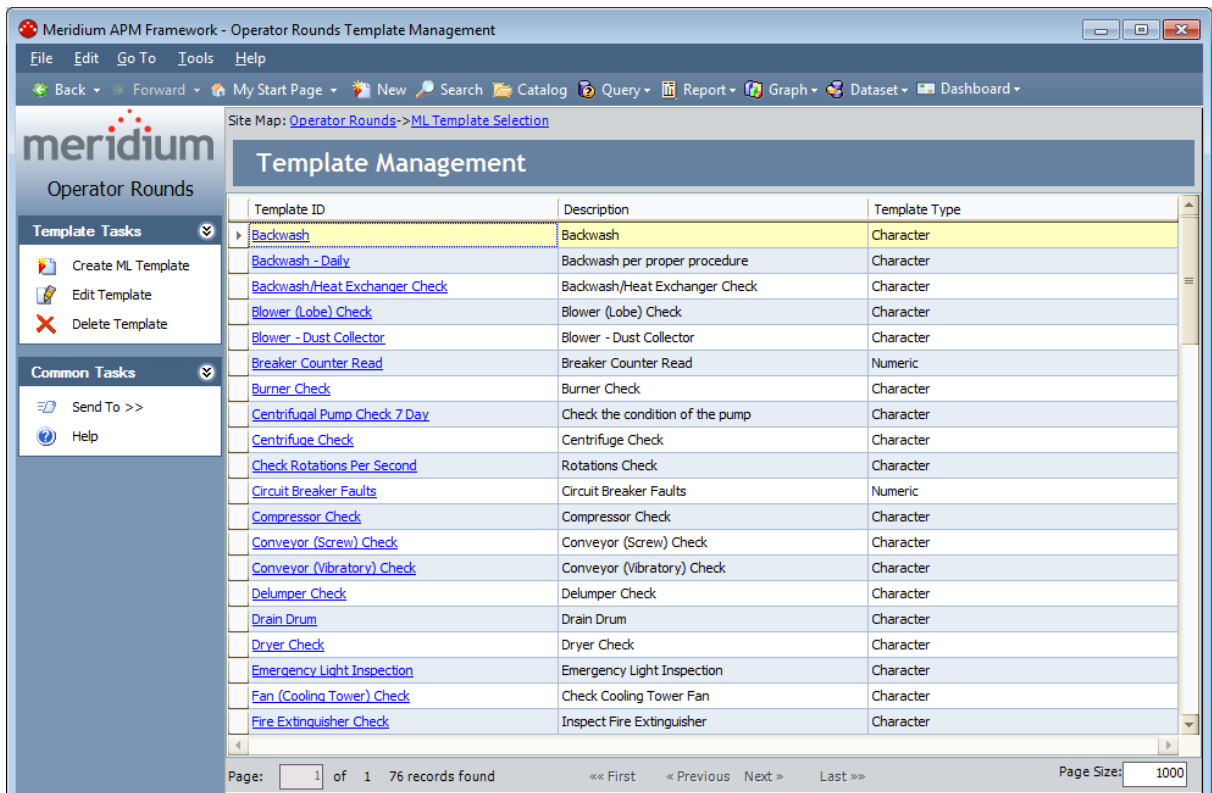 Meridium APM Framework - Operator Rounds Template Management
File Edit Go To Tools Help
Back Forward My Start Page New Search Catalog Query Report Graph Dataset Dashboard
meridium
Operator Rounds
Template Tasks
Create ML Template
Edit Template
Delete Template
Common Tasks
Send To >>
Help
Site Map: Operator Rounds->ML Template Selection
Template Management
Template ID Description Template Type
Backwash Backwash Character
Backwash - Daily Backwash per proper procedure Character
Backwash/Heat Exchanger Check Backwash/Heat Exchanger Check Character
Blower (Lobe) Check Blower (Lobe) Check Character
Blower - Dust Collector Blower - Dust Collector Character
Breaker Counter Read Breaker Counter Read Numeric
Burner Check Burner Check Character
Centrifugal Pump Check 7 Day Check the condition of the pump Character
Centrifuge Check Centrifuge Check Character
Check Rotations Per Second Rotations Check Character
Circuit Breaker Faults Circuit Breaker Faults Numeric
Compressor Check Compressor Check Character
Conveyor (Screw) Check Conveyor (Screw) Check Character
Conveyor (Vibratory) Check Conveyor (Vibratory) Check Character
Delumper Check Delumper Check Character
Drain Drum Drain Drum Character
Dryer Check Dryer Check Character
Emergency Light Inspection Emergency Light Inspection Character
Fan (Cooling Tower) Check Check Cooling Tower Fan Character
Fire Extinguisher Check Inspect Fire Extinguisher Character
Page: 1 of 1 76 records found «« First « Previous Next » Last »» Page Size: 1000